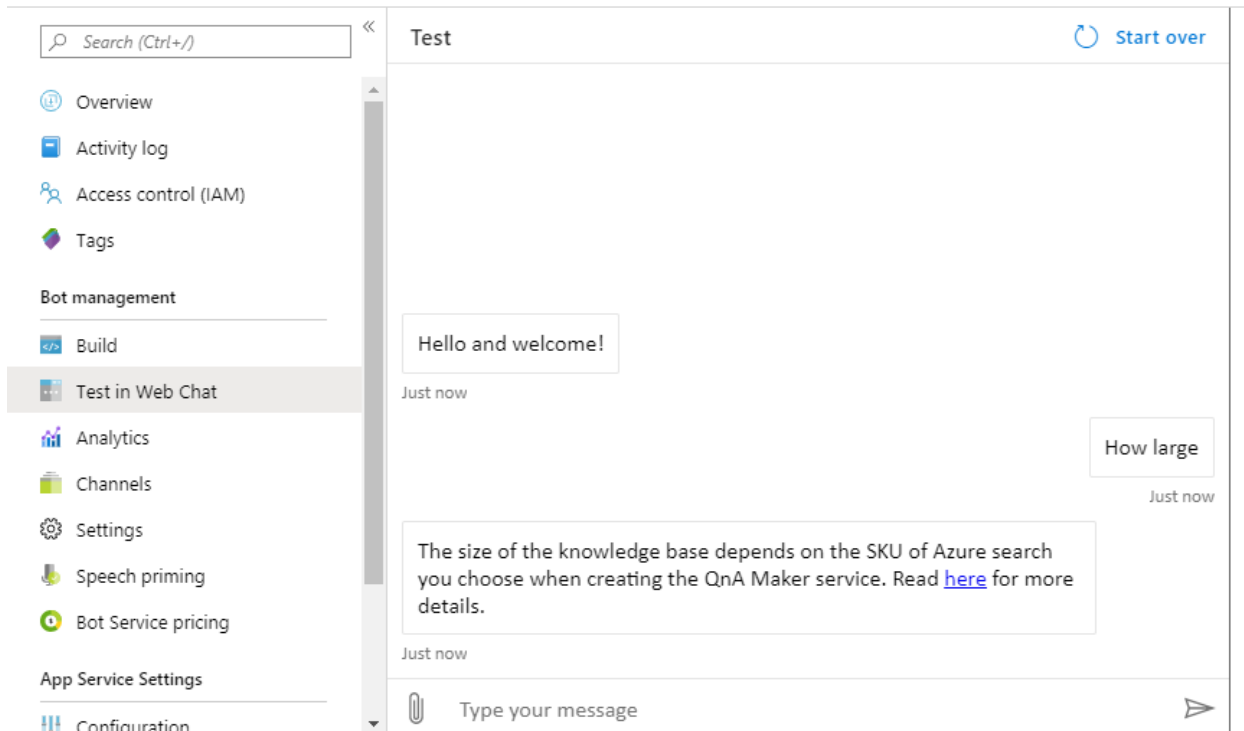 Search (Ctrl+/)
Overview
Activity log
Access control (IAM)
Tags
Bot management
Build
Test in Web Chat
Analytics
Channels
Settings
Speech priming
Bot Service pricing
App Service Settings
Configuration
Test
Start over
Hello and welcome!
Just now
How large
Just now
The size of the knowledge base depends on the SKU of Azure search
you choose when creating the QnA Maker service. Read here for more
details.
Just now
Type your message